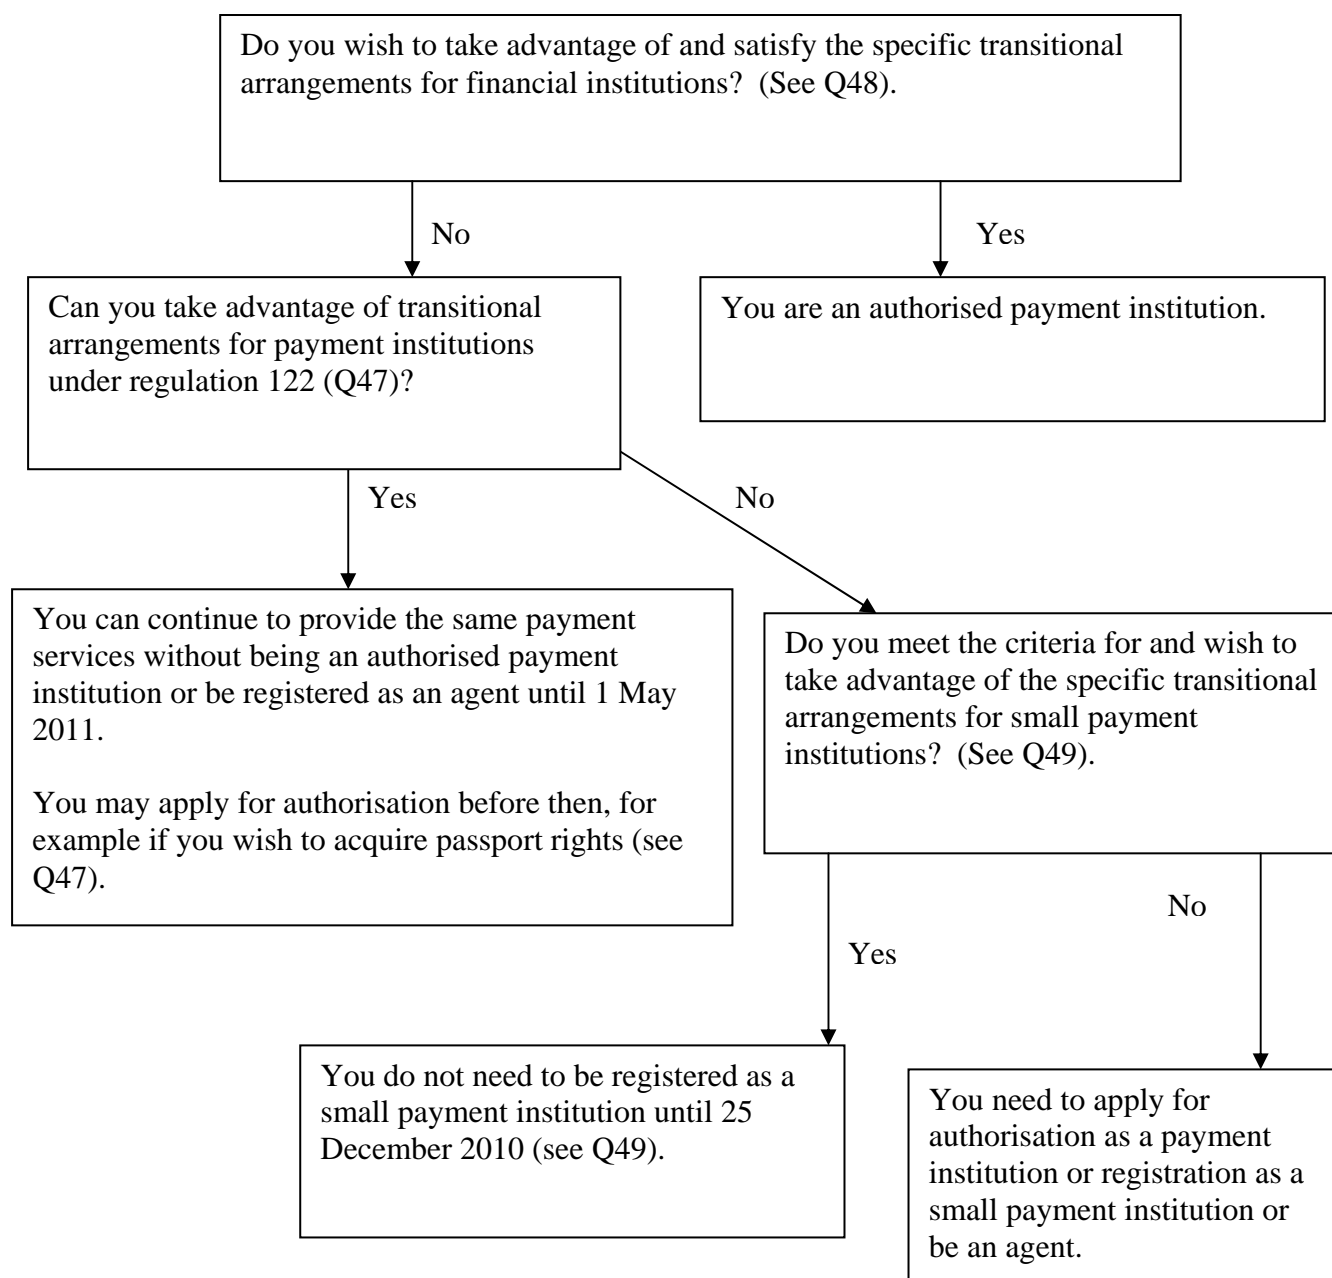 Do you wish to take advantage of and satisfy the specific transitional
arrangements for financial institutions?  (See Q48).
No
Yes
Can you take advantage of transitional
arrangements for payment institutions
under regulation 122 (Q47)?
You are an authorised payment institution.
Yes
No
You can continue to provide the same payment
services without being an authorised payment
institution or be registered as an agent until 1 May
2011.
You may apply for authorisation before then, for
example if you wish to acquire passport rights (see
Q47).
Do you meet the criteria for and wish to
take advantage of the specific transitional
arrangements for small payment
institutions?  (See Q49).
No
Yes
You do not need to be registered as a
small payment institution until 25
December 2010 (see Q49).
You need to apply for
authorisation as a payment
institution or registration as a
small payment institution or
be an agent.